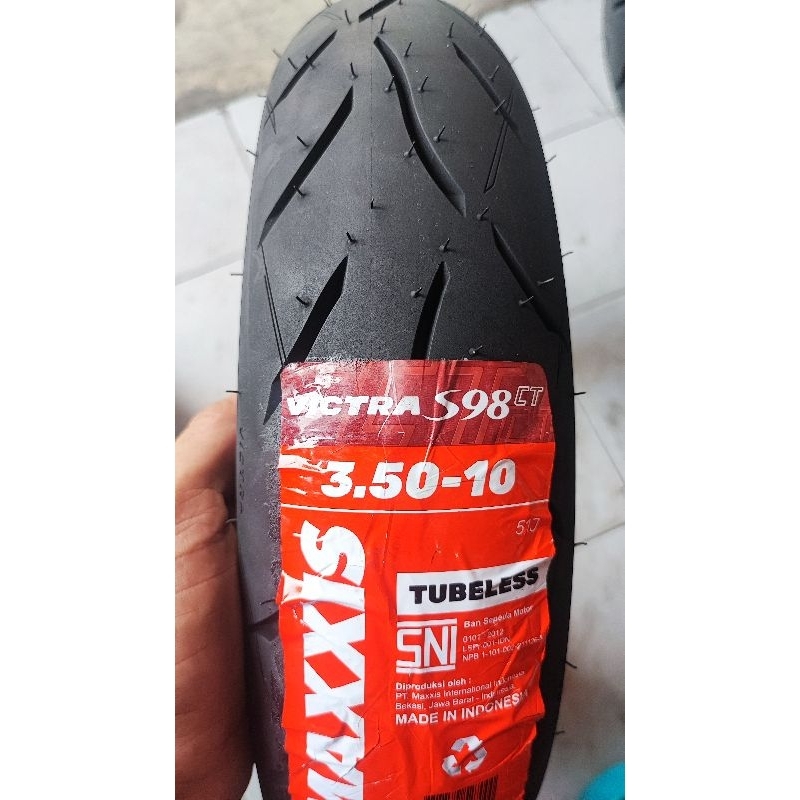 VICTRA S98 CT
3.50-10
51J
MAXXIS
TUBELESS
SNI
Ban Sepeda Motor
Diproduksi oleh :
PT. Maxxis International Indonesia
Bekasi, Jawa Barat - Indonesia
MADE IN INDONESIA